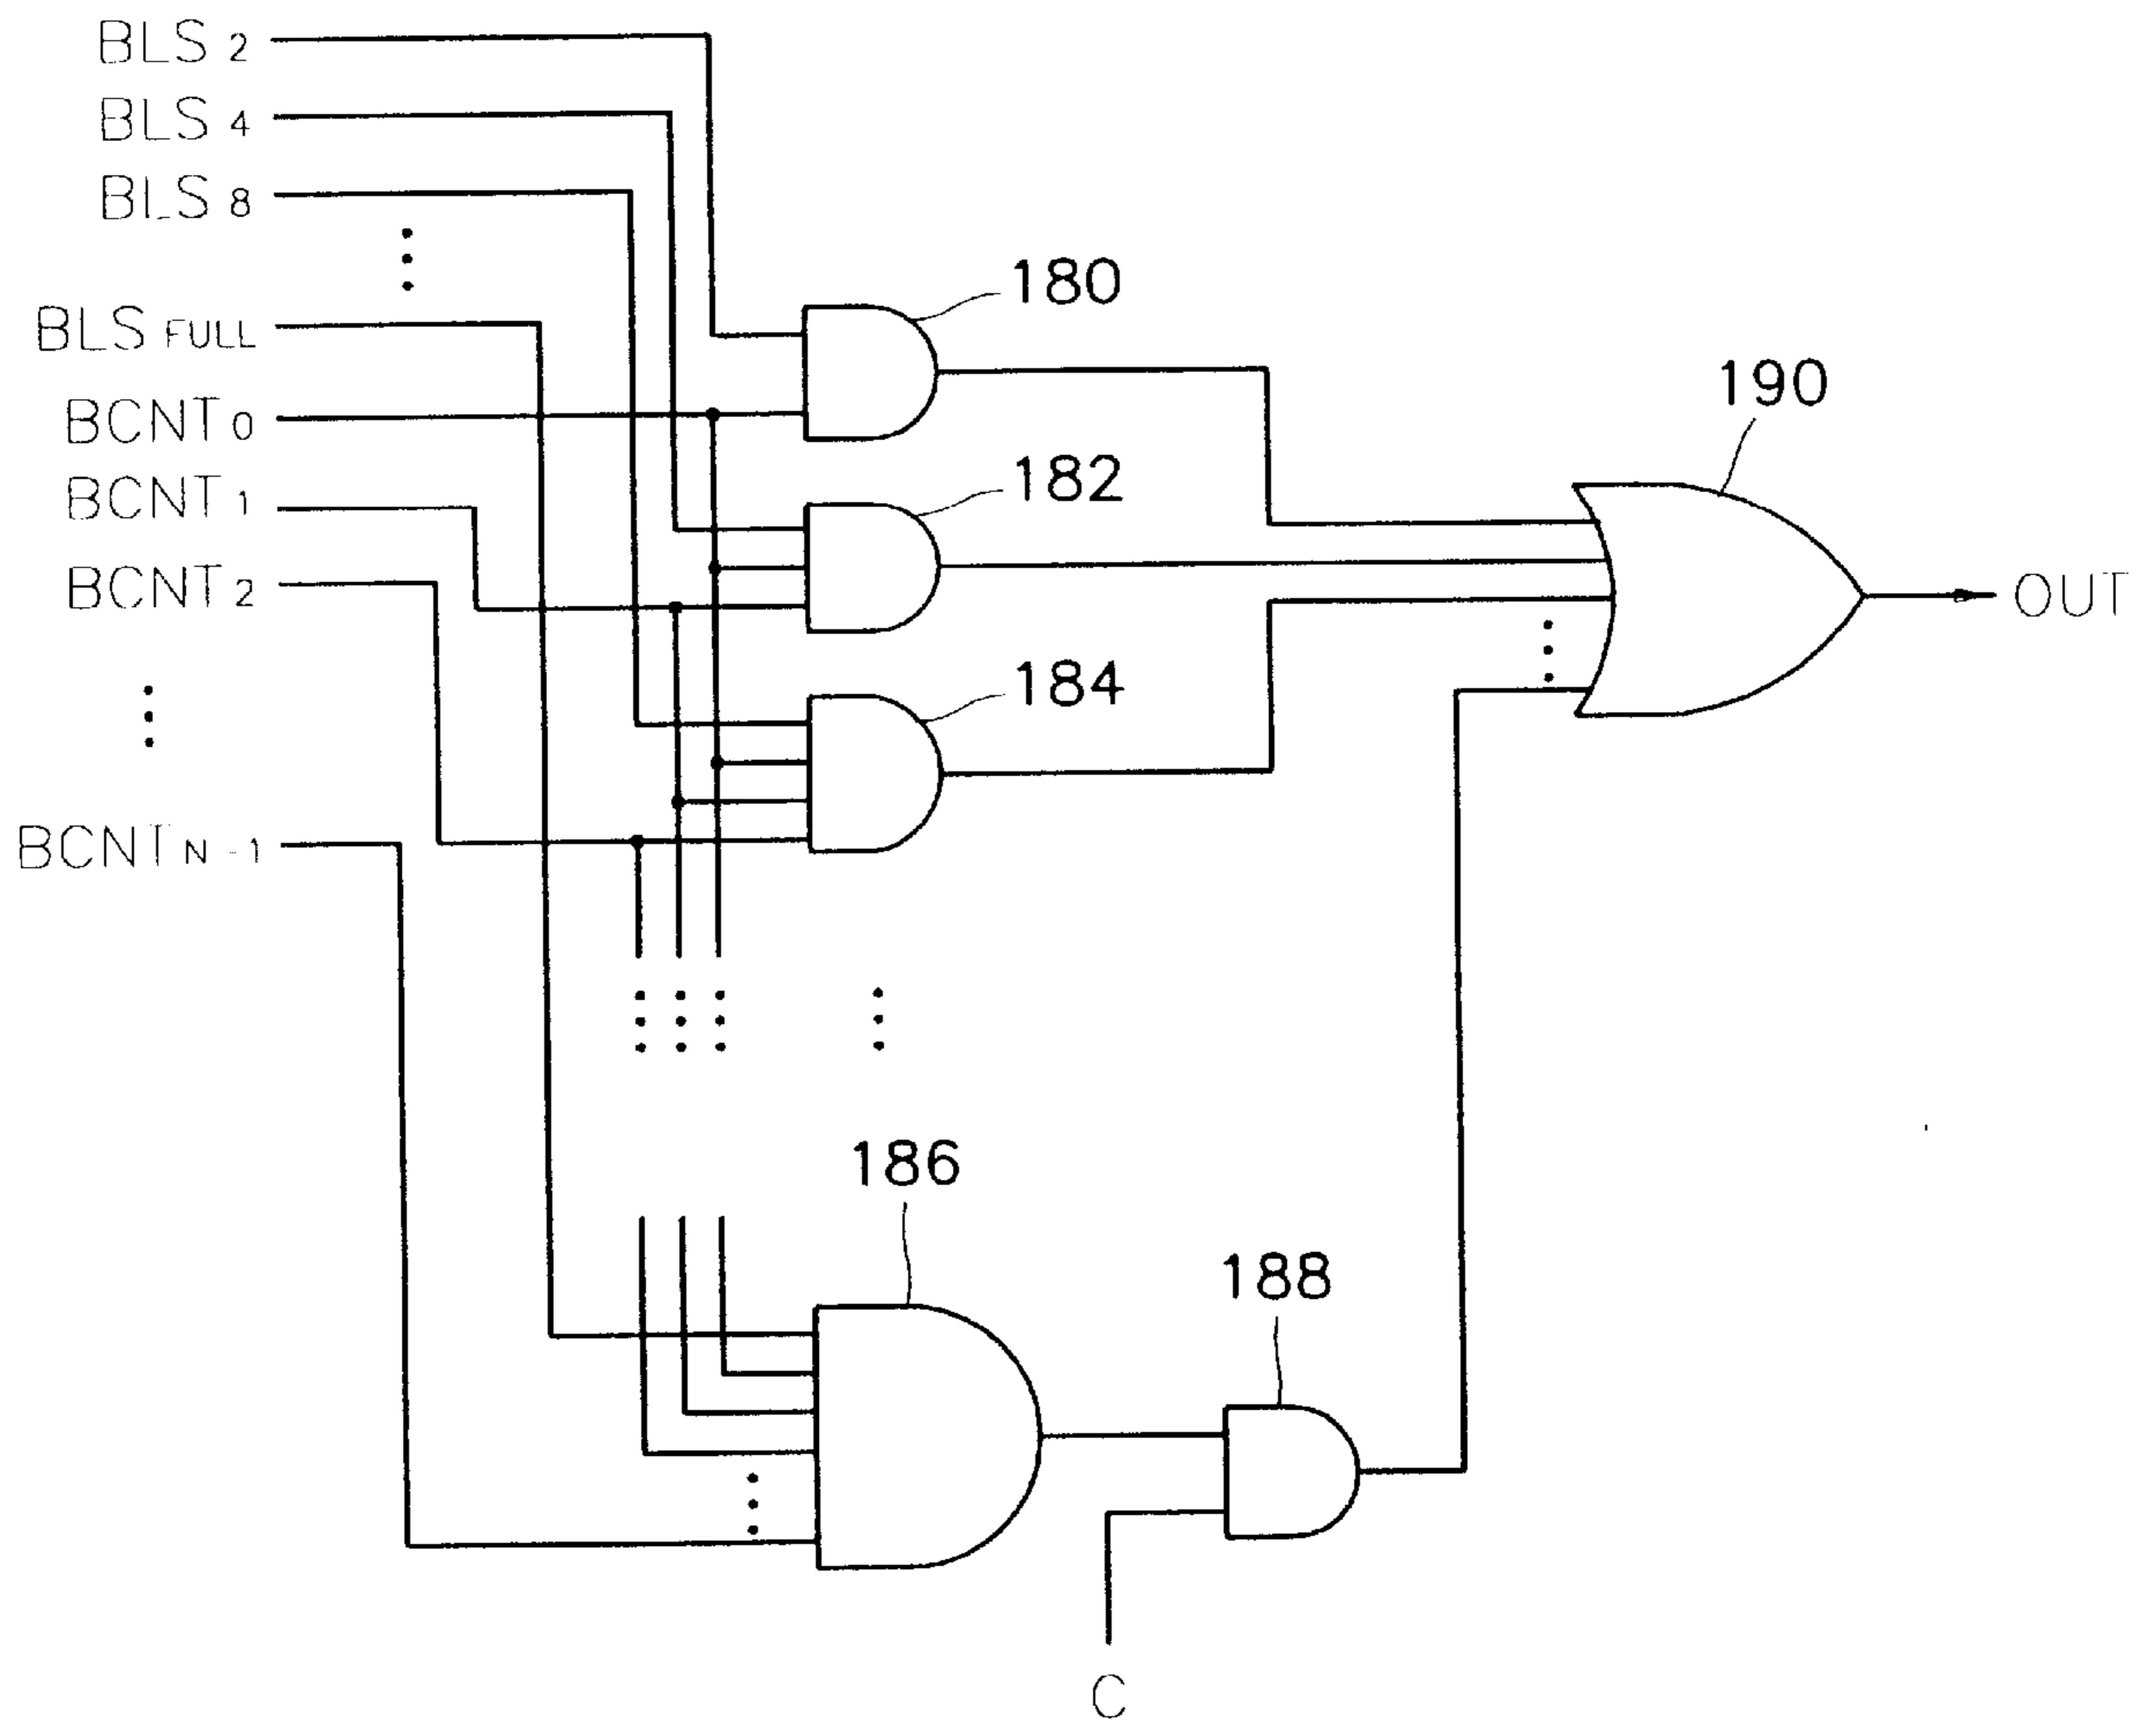 BLS 2
BLS 4
BLS 8
BLS FULL
BCNT 0
BCNT 1
BCNT 2
BCNT N-1
180
182
184
186
188
190
OUT
C